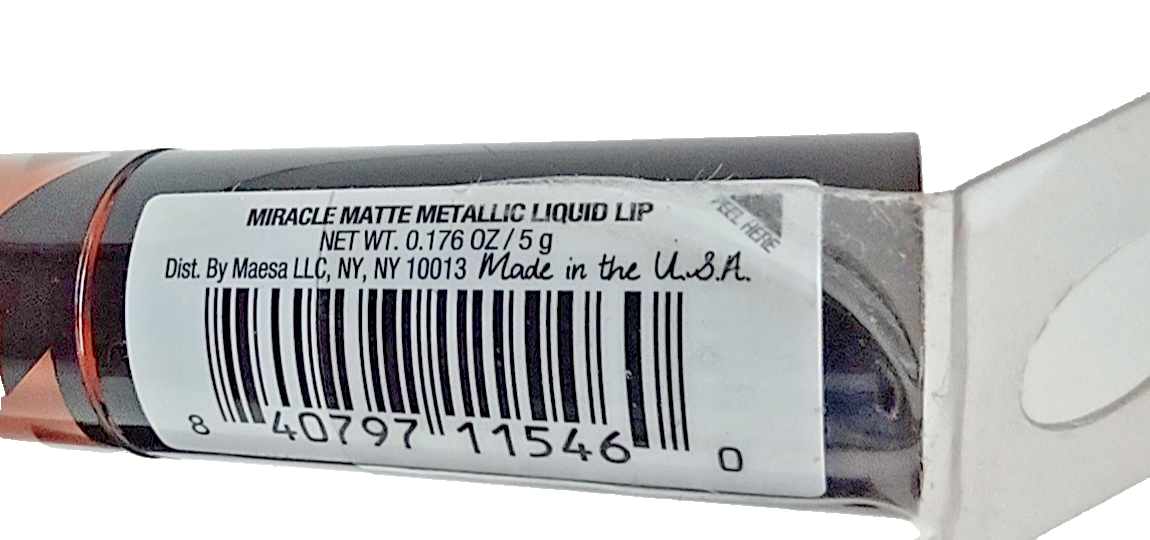 MIRACLE MATTE METALLIC LIQUID LIP
NET WT. 0.176 OZ / 5 g
Dist. By Maesa LLC, NY, NY 10013 Made in the U.S.A.
PEEL HERE
8 40797 11546 0